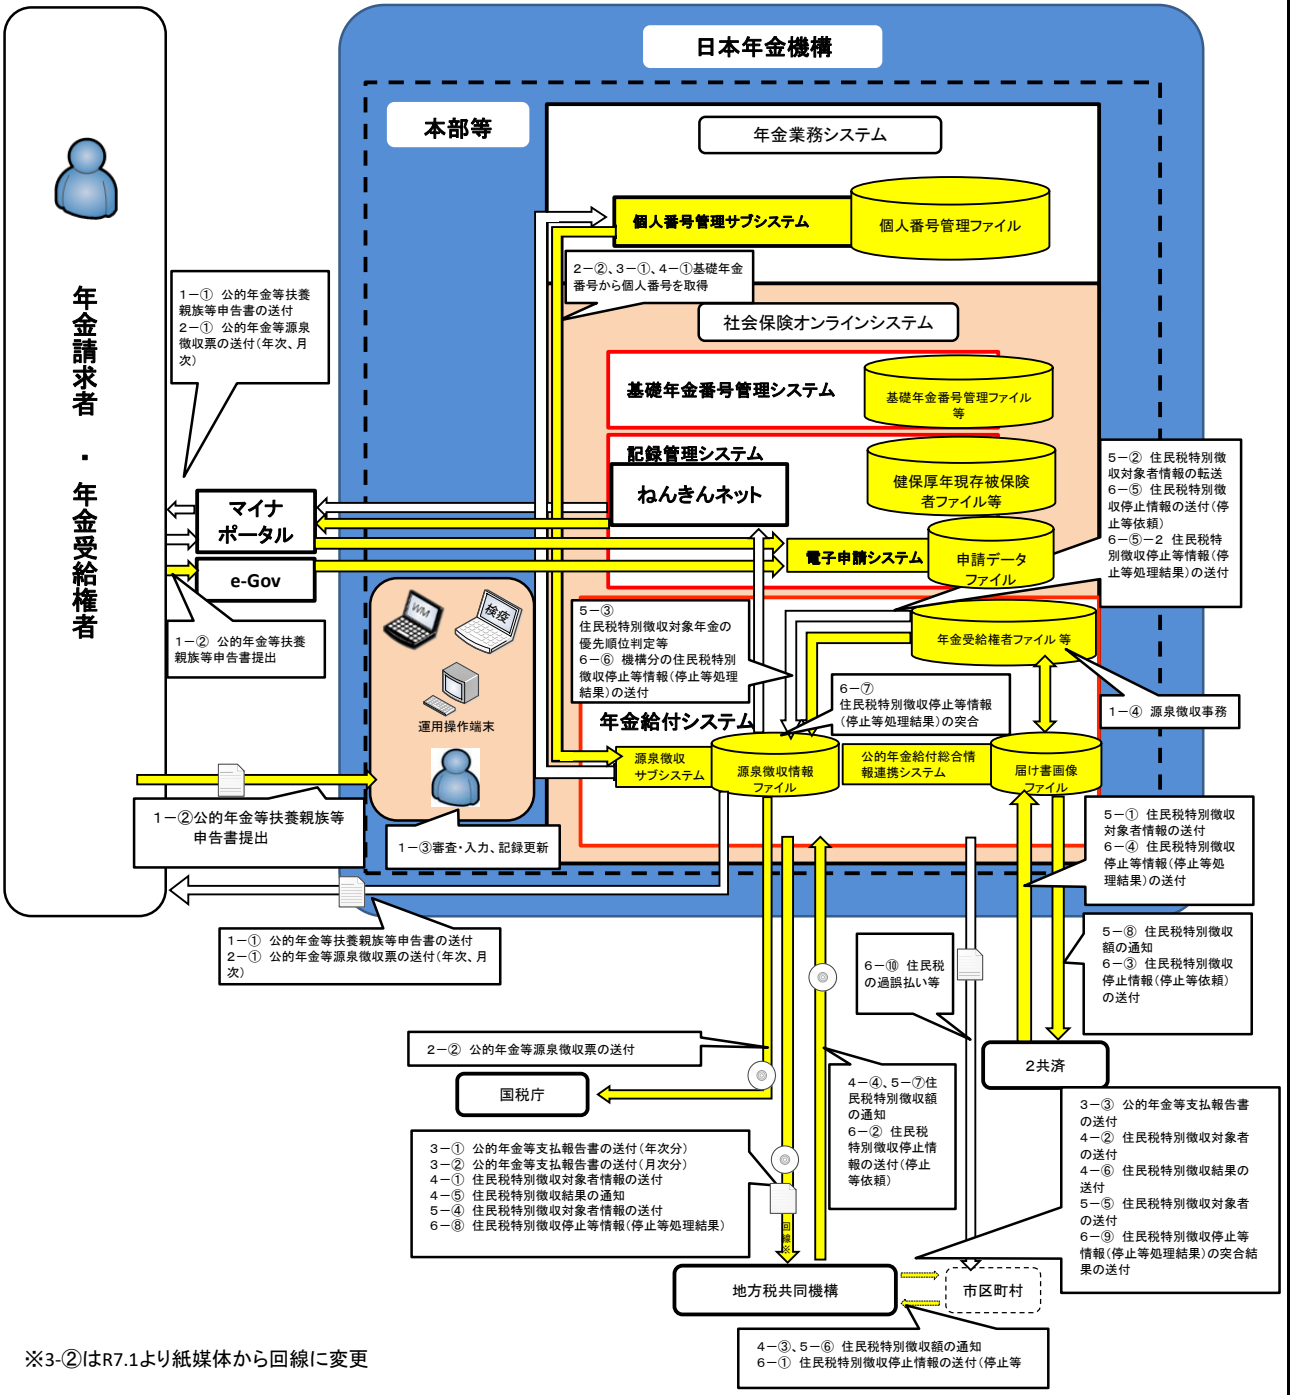 日本年金機構
本部等
年金業務システム
個人番号管理サブシステム
個人番号管理ファイル
2-②、3-①、4-①基礎年金
番号から個人番号を取得
社会保険オンラインシステム
基礎年金番号管理システム
基礎年金番号管理ファイル
等
記録管理システム
ねんきんネット
健保厚年現存被保険
者ファイル等
電子申請システム
申請データ
ファイル
年金請求者・年金受給権者
1-① 公的年金等扶養
親族等申告書の送付
2-① 公的年金等源泉
徴収票の送付(年次、月
次)
マイナ
ポータル
e-Gov
1-② 公的年金等扶養
親族等申告書提出
WM
検疫
運用操作端末
1-②公的年金等扶養親族等
申告書提出
1-③審査・入力、記録更新
5-② 住民税特別徴
収対象者情報の転送
6-⑤ 住民税特別徴
収停止情報の送付(停
止等依頼)
6-⑤-2 住民税特
別徴収停止等情報(停
止等処理結果)の送付
5-③
住民税特別徴収対象年金の
優先順位判定等
6-⑥ 機構分の住民税特別
徴収停止等情報(停止等処理
結果)の送付
年金受給権者ファイル 等
6-⑦
住民税特別徴収停止等情報
(停止等処理結果)の突合
1-④ 源泉徴収事務
年金給付システム
源泉徴収
サブシステム
源泉徴収情報
ファイル
公的年金給付総合情
報連携システム
届け書画像
ファイル
5-① 住民税特別徴収
対象者情報の送付
6-④ 住民税特別徴収
停止等情報(停止等処
理結果)の送付
1-① 公的年金等扶養親族等申告書の送付
2-① 公的年金等源泉徴収票の送付(年次、月
次)
5-⑧ 住民税特別徴収
額の通知
6-③ 住民税特別徴収
停止情報(停止等依頼)
の送付
6-⑩ 住民税
の過誤払い等
2-② 公的年金等源泉徴収票の送付
国税庁
2共済
4-④、5-⑦住
民税特別徴収額
の通知
6-② 住民税
特別徴収停止情
報の送付(停止
等依頼)
3-③ 公的年金等支払報告書
の送付
4-② 住民税特別徴収対象者
の送付
4-⑥ 住民税特別徴収結果の
送付
5-⑤ 住民税特別徴収対象者
の送付
6-⑨ 住民税特別徴収停止等
情報(停止等処理結果)の突合結
果の送付
3-① 公的年金等支払報告書の送付(年次分)
3-② 公的年金等支払報告書の送付(月次分)
4-① 住民税特別徴収対象者情報の送付
4-⑤ 住民税特別徴収結果の通知
5-④ 住民税特別徴収対象者情報の送付
6-⑧ 住民税特別徴収停止等情報(停止等処理結果)
回線※
地方税共同機構
市区町村
4-③、5-⑥ 住民税特別徴収額の通知
6-① 住民税特別徴収停止情報の送付(停止等
※3-②はR7.1より紙媒体から回線に変更